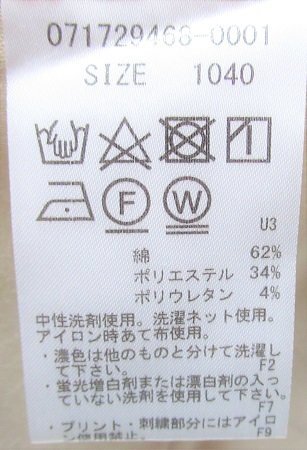 071729466-0001
SIZE 1040
F W
U3
綿 62%
ポリエステル 34%
ポリウレタン 4%
中性洗剤使用。洗濯ネット使用。
アイロン時あて布使用。
・濃色は他のものと分けて洗濯し
て下さい。 F2
・蛍光増白剤または漂白剤の入っ
ていない洗剤を使用して下さい。
F7
・プリント・刺繍部分にはアイロ
ン使用禁止。 F9